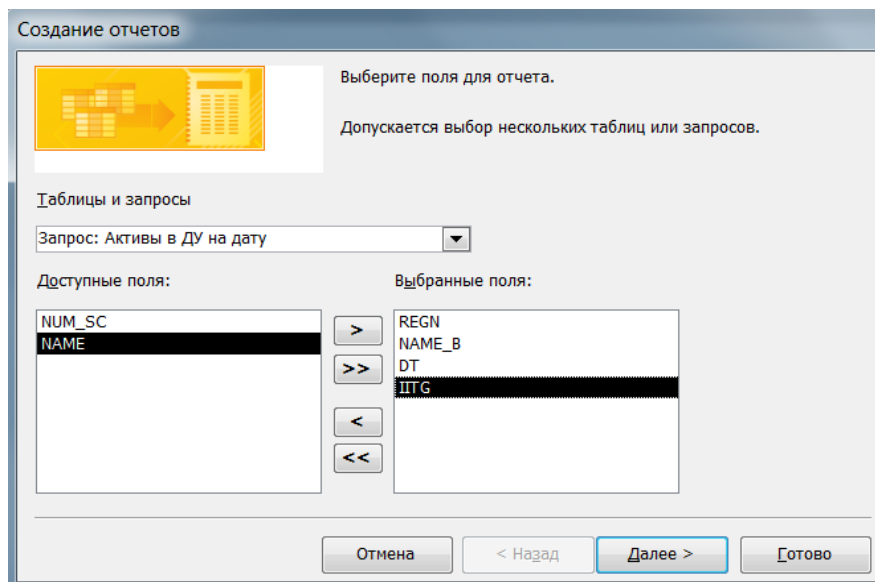 Создание отчетов
Выберите поля для отчета.
Допускается выбор нескольких таблиц или запросов.
Таблицы и запросы
Запрос: Активы в ДУ на дату
Доступные поля:
Выбранные поля:
NUM_SC
NAME
>
>>
<
<<
REGN
NAME_B
DT
IITG
Отмена
< Назад
Далее >
Готово